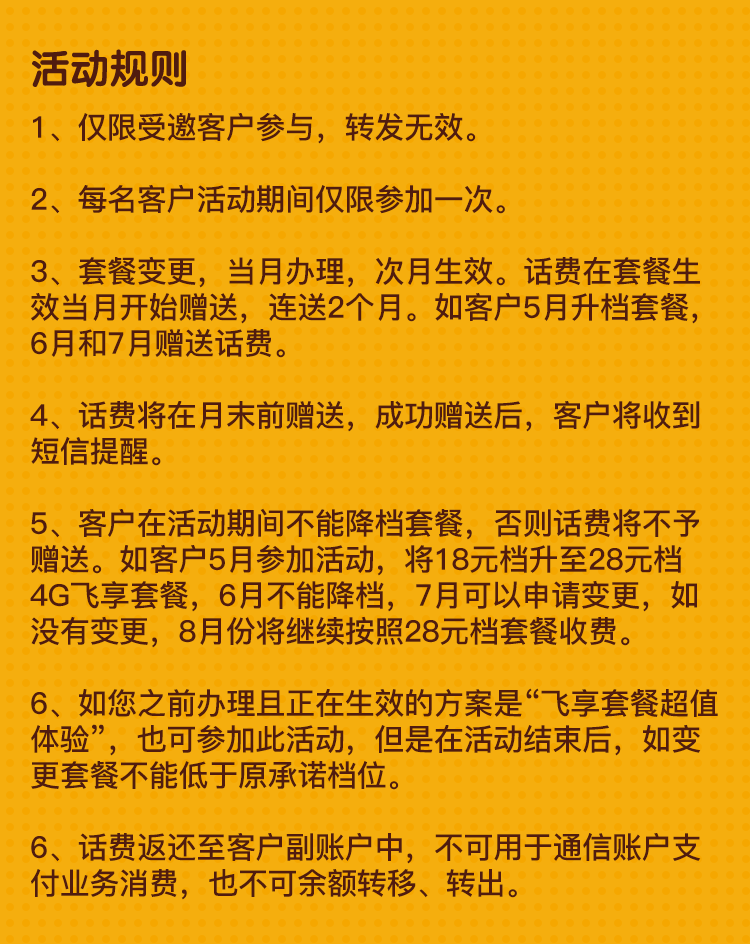 活动规则
1、仅限受邀客户参与，转发无效。
2、每名客户活动期间仅限参加一次。
3、套餐变更，当月办理，次月生效。话费在套餐生
效当月开始赠送，连送2个月。如客户5月升档套餐，
6月和7月赠送话费。
4、话费将在月末前赠送，成功赠送后，客户将收到
短信提醒。
5、客户在活动期间不能降档套餐，否则话费将不予
赠送。如客户5月参加活动，将18元档升至28元档
4G飞享套餐，6月不能降档，7月可以申请变更，如
没有变更，8月份将继续按照28元档套餐收费。
6、如您之前办理且正在生效的方案是“飞享套餐超值
体验”，也可参加此活动，但是在活动结束后，如变
更套餐不能低于原承诺档位。
6、话费返还至客户副账户中，不可用于通信账户支
付业务消费，也不可余额转移、转出。